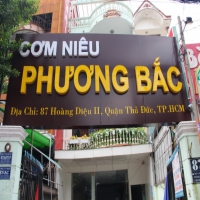 CƠM NIÊU
PHƯƠNG BẮC
Địa Chỉ: 87 Hoàng Diệu II, Quận Thủ Đức, TP.HCM